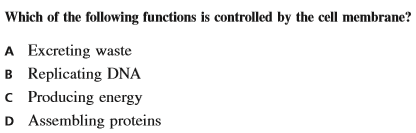 Which of the following functions is controlled by the cell membrane?
A Excreting waste
B Replicating DNA
C Producing energy
D Assembling proteins